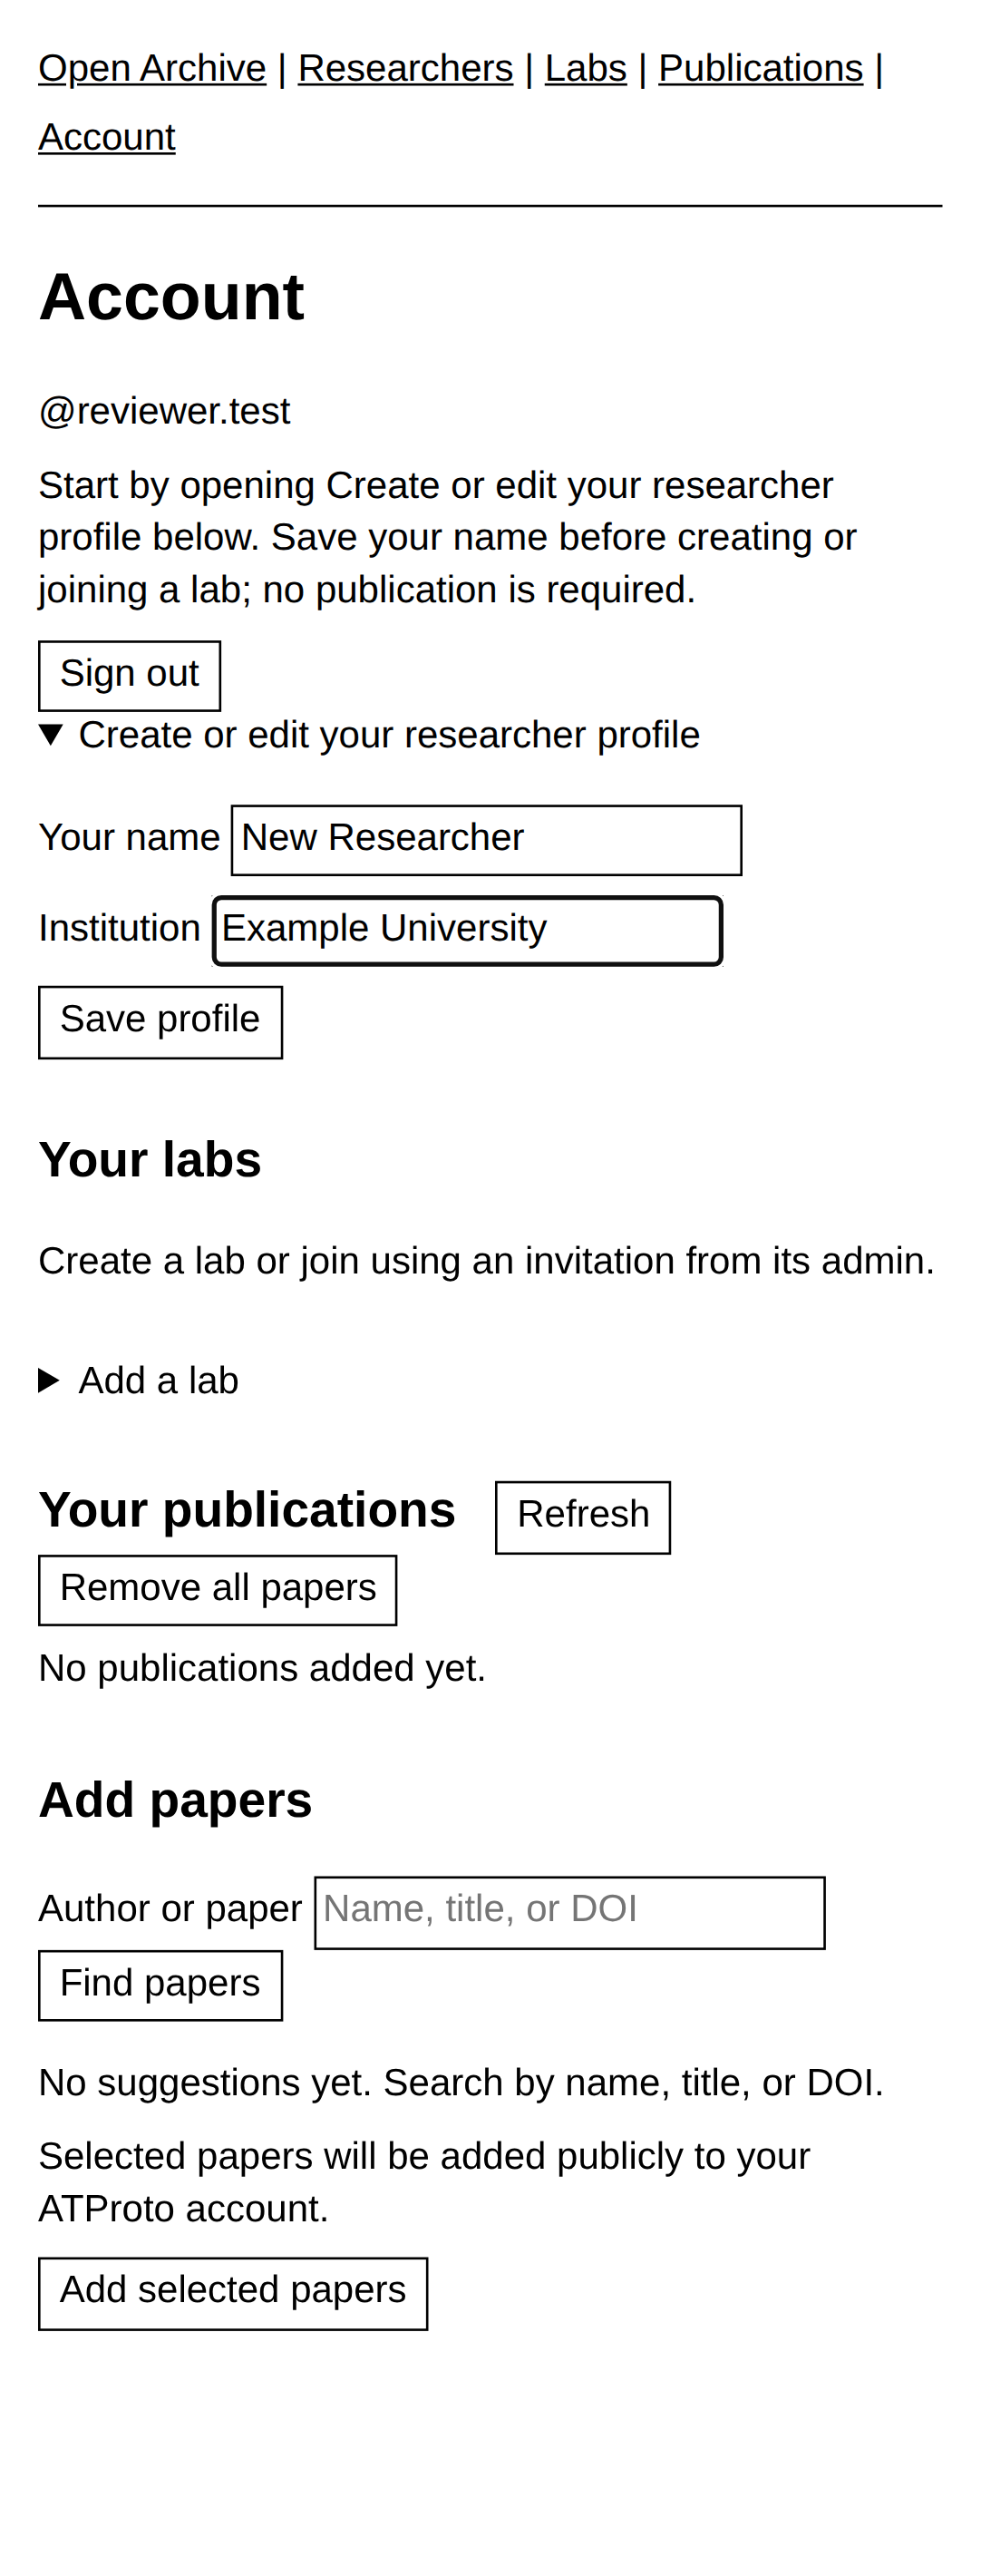 Open Archive | Researchers | Labs | Publications |
Account
Account
@reviewer.test
Start by opening Create or edit your researcher
profile below. Save your name before creating or
joining a lab; no publication is required.
Sign out
Create or edit your researcher profile
Your name New Researcher
Institution Example University
Save profile
Your labs
Create a lab or join using an invitation from its admin.
Add a lab
Your publications Refresh
Remove all papers
No publications added yet.
Add papers
Author or paper Name, title, or DOI
Find papers
No suggestions yet. Search by name, title, or DOI.
Selected papers will be added publicly to your
ATProto account.
Add selected papers